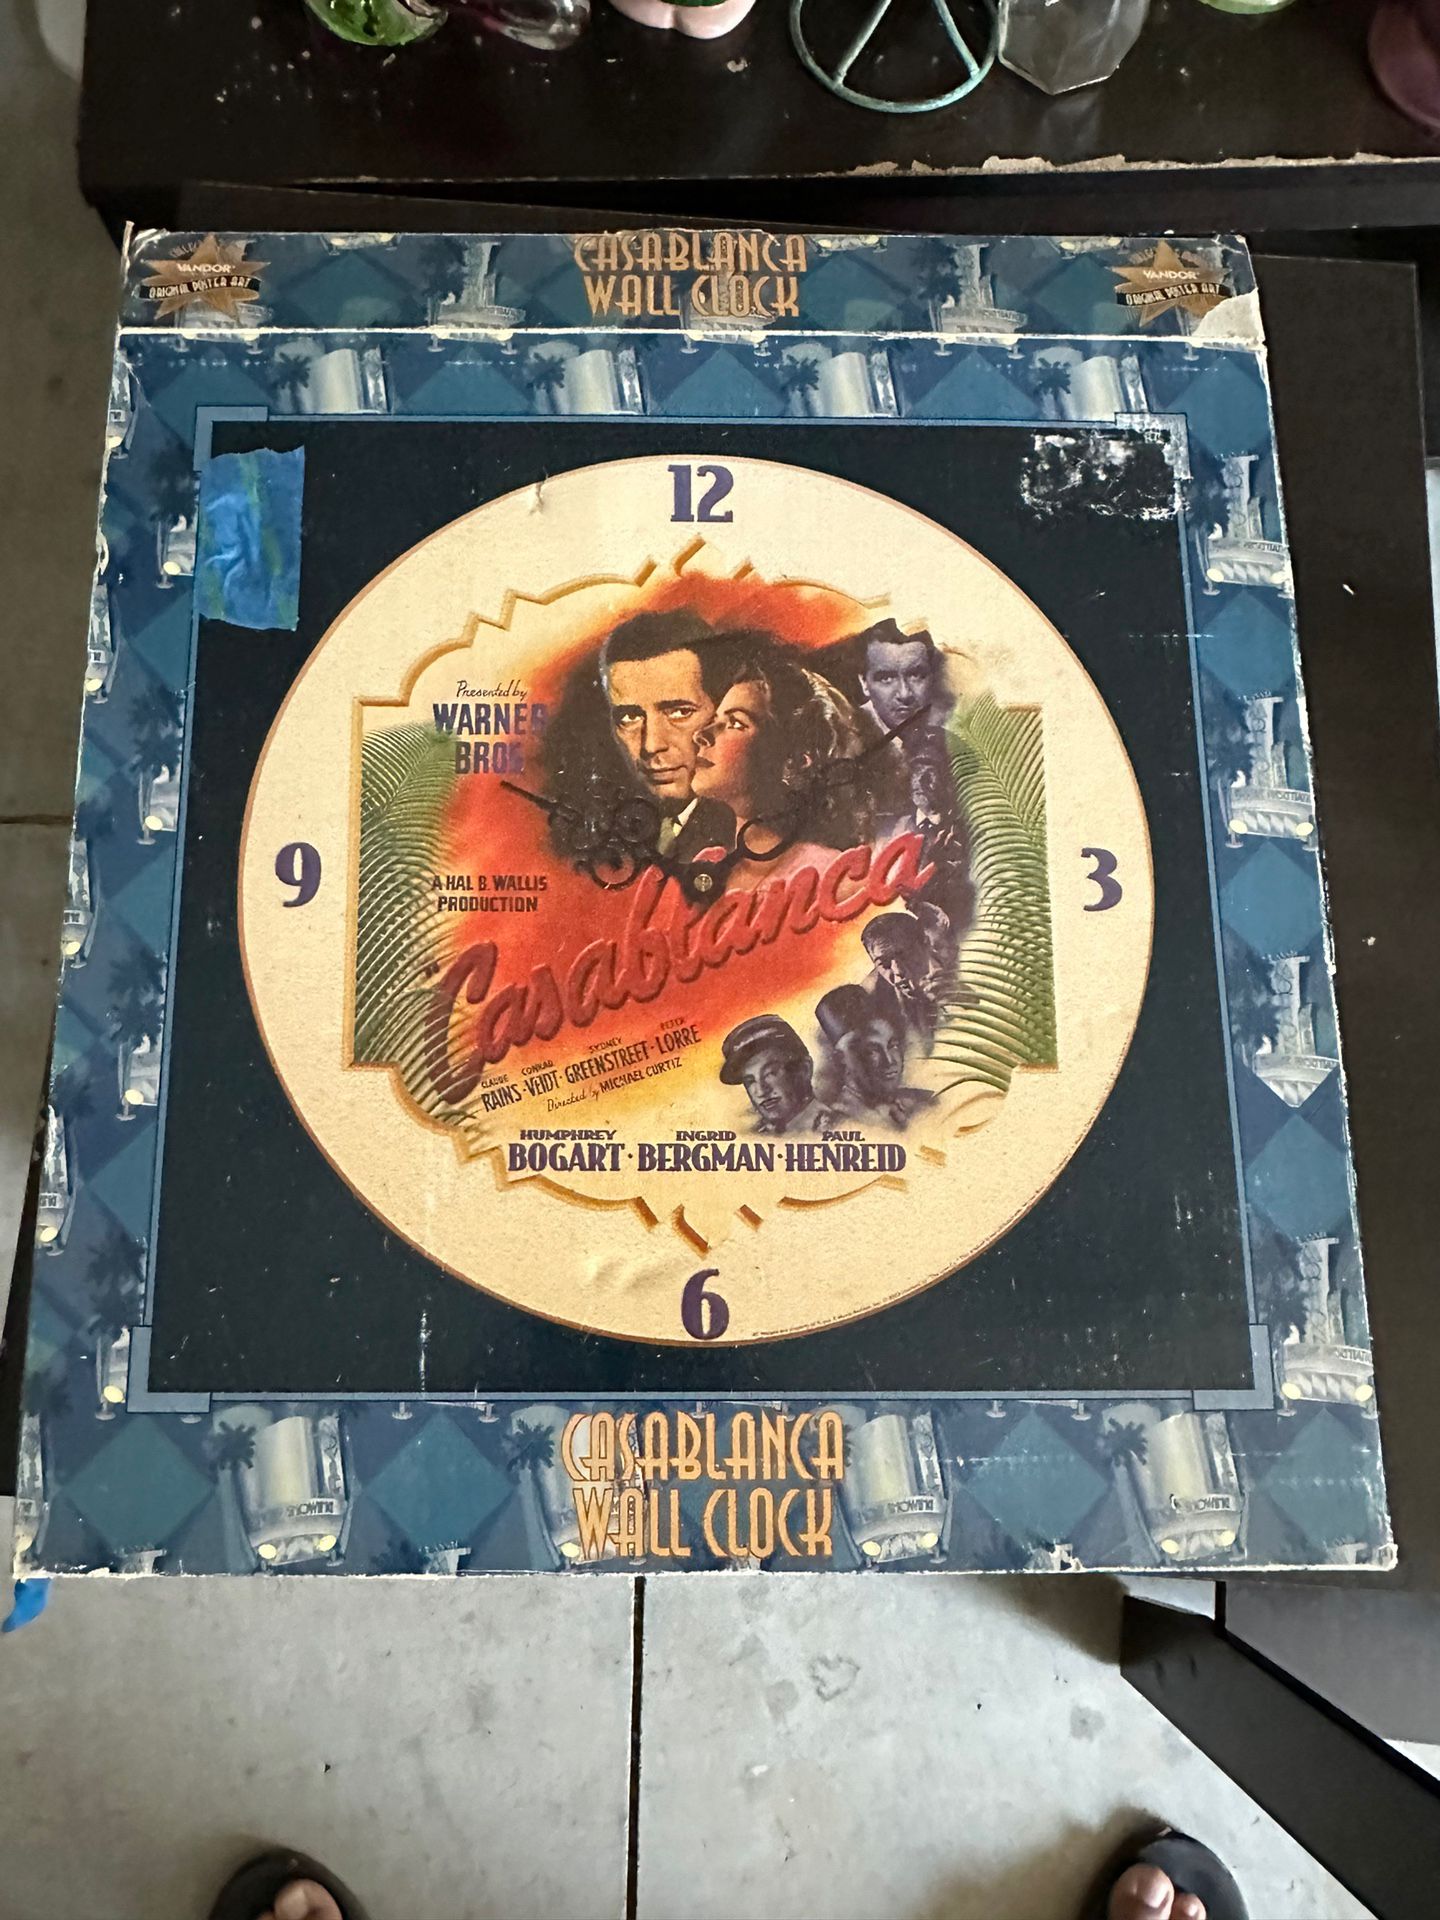 CASABLANCA
WALL CLOCK
VANDOR
ORIGINAL POSTER ART
VANDOR
ORIGINAL POSTER ART
12
Presented by
WARNER
BROS
9
3
A HAL B. WALLIS
PRODUCTION
Casablanca
CLAUDE CONRAD SYDNEY PETER
RAINS · VEIDT · GREENSTREET · LORRE
Directed by MICHAEL CURTIZ
HUMPHREY INGRID PAUL
BOGART · BERGMAN · HENREID
6
CASABLANCA
WALL CLOCK